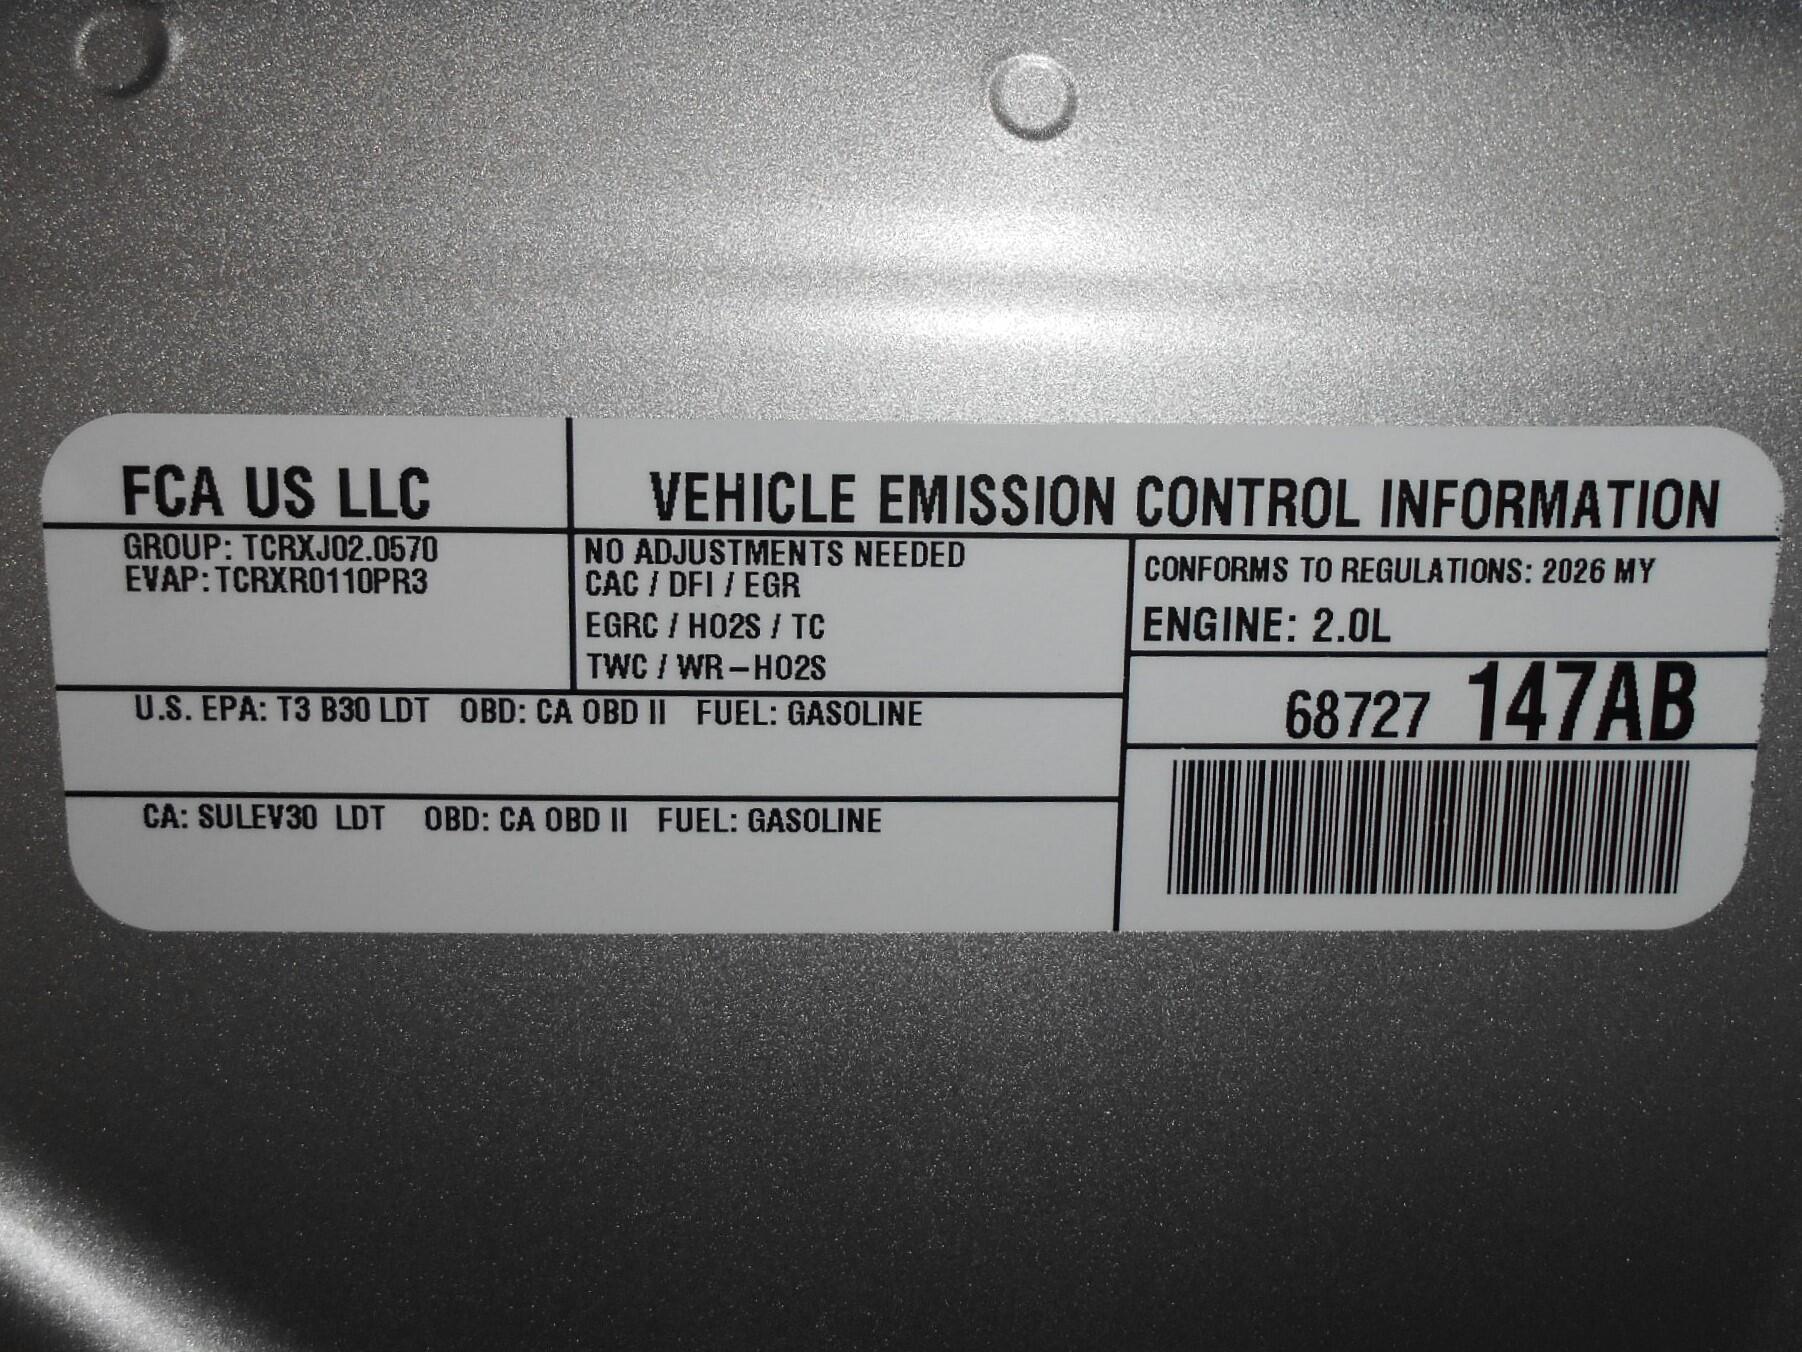 FCA US LLC
VEHICLE EMISSION CONTROL INFORMATION
GROUP: TCRXJ02.0570
EVAP: TCRXR0110PR3
NO ADJUSTMENTS NEEDED
CAC / DFI / EGR
EGRC / HO2S / TC
TWC / WR-HO2S
CONFORMS TO REGULATIONS: 2026 MY
ENGINE: 2.0L
68727 147AB
U.S. EPA: T3 B30 LDT OBD: CA OBD II FUEL: GASOLINE
CA: SULEV30 LDT OBD: CA OBD II FUEL: GASOLINE